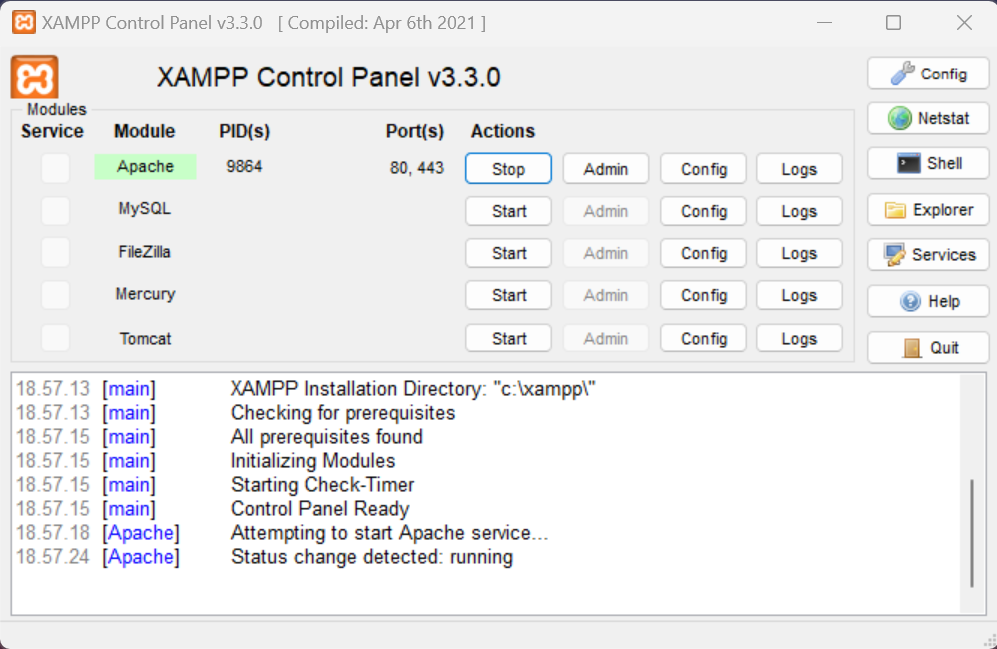 XAMPP Control Panel v3.3.0 [ Compiled: Apr 6th 2021 ]
XAMPP Control Panel v3.3.0
Config
Modules
Service Module PID(s) Port(s) Actions
Netstat
Apache 9864 80, 443 Stop Admin Config Logs
Shell
MySQL Start Admin Config Logs
Explorer
FileZilla Start Admin Config Logs
Services
Mercury Start Admin Config Logs
Help
Tomcat Start Admin Config Logs
Quit
18.57.13 [main] XAMPP Installation Directory: "c:\xampp\"
18.57.13 [main] Checking for prerequisites
18.57.15 [main] All prerequisites found
18.57.15 [main] Initializing Modules
18.57.15 [main] Starting Check-Timer
18.57.15 [main] Control Panel Ready
18.57.18 [Apache] Attempting to start Apache service...
18.57.24 [Apache] Status change detected: running